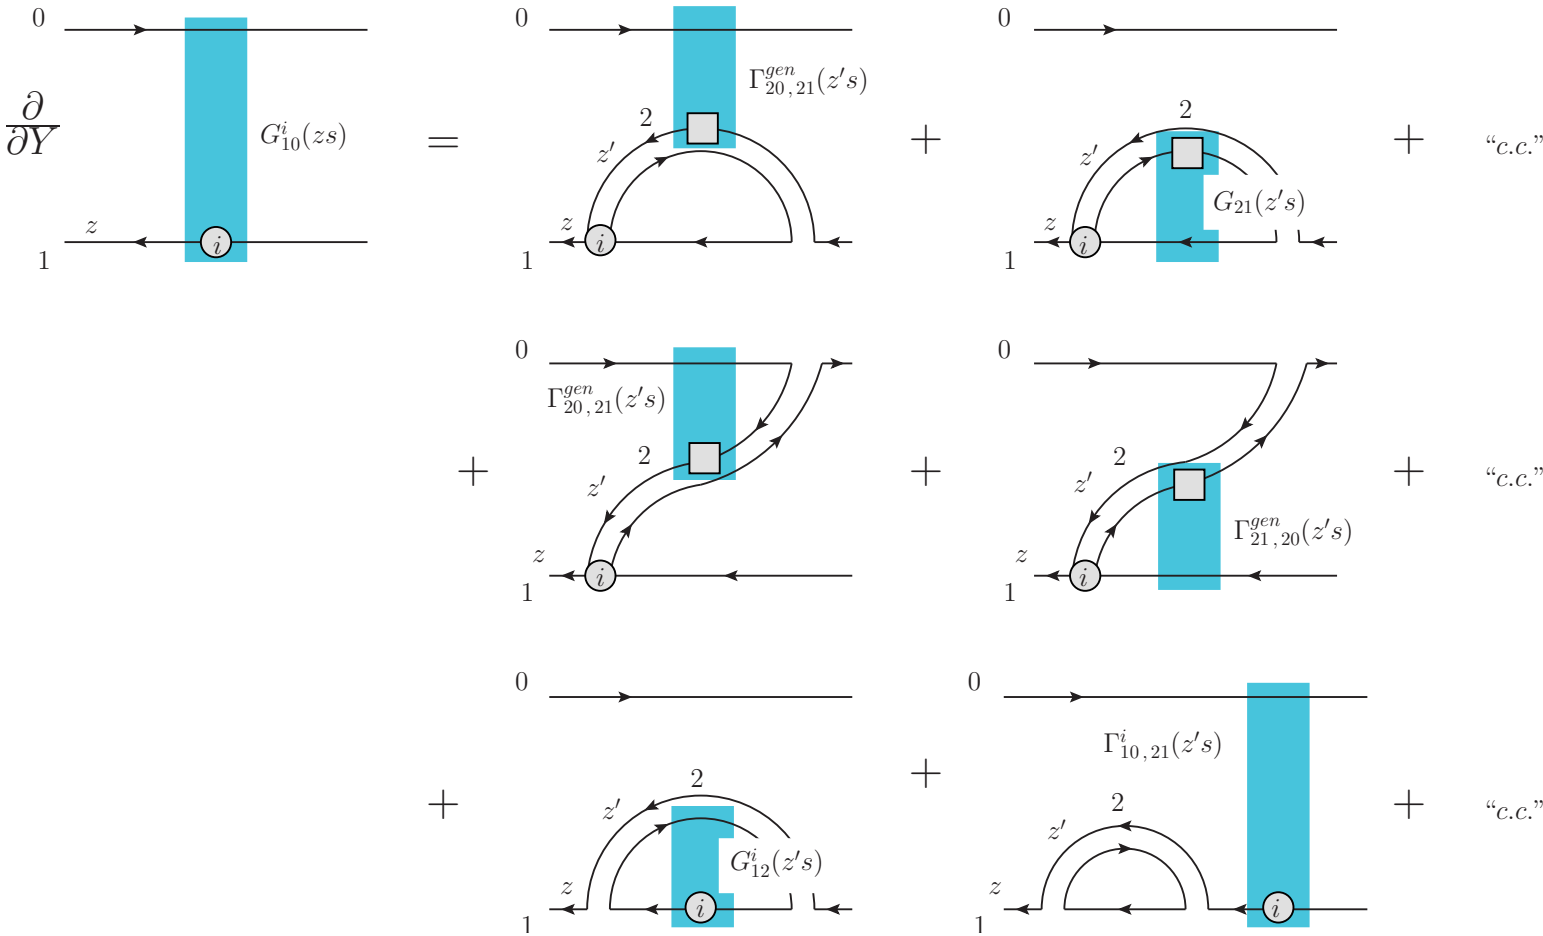 0 0 0
∂/∂Y G^i_{10}(zs) = Γ^{gen}_{20,21}(z′s) + G_{21}(z′s) + “c.c.”
2 2
z′ z′
z i z i z i
1 1 1
0 0
Γ^{gen}_{20,21}(z′s)
+ 2 + 2 + “c.c.”
z′ z′
Γ^{gen}_{21,20}(z′s)
z i z i
1 1
0 0
Γ^i_{10,21}(z′s)
+ 2 + 2 + “c.c.”
z′ z′
G^i_{12}(z′s)
z i z i
1 1